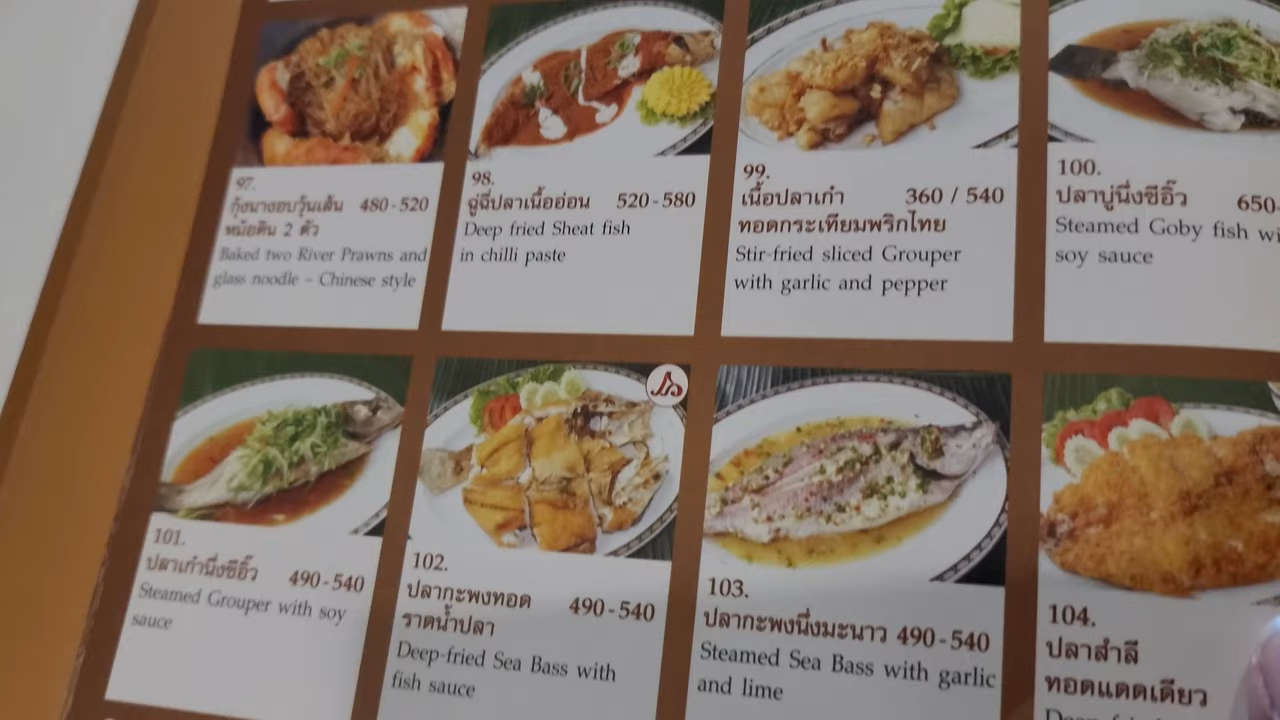 97.
กุ้งนางอบวุ้นเส้น 480-520
หม้อดิน 2 ตัว
Baked two River Prawns and
glass noodle - Chinese style
98.
ฉู่ฉี่ปลาเนื้ออ่อน 520-580
Deep fried Sheat fish
in chilli paste
99.
เนื้อปลาเก๋า 360 / 540
ทอดกระเทียมพริกไทย
Stir-fried sliced Grouper
with garlic and pepper
100.
ปลาบู่นึ่งซีอิ๊ว 650-
Steamed Goby fish wi
soy sauce
101.
ปลาเก๋านึ่งซีอิ๊ว 490-540
Steamed Grouper with soy
sauce
102.
ปลากะพงทอด 490-540
ราดน้ำปลา
Deep-fried Sea Bass with
fish sauce
103.
ปลากะพงนึ่งมะนาว 490-540
Steamed Sea Bass with garlic
and lime
104.
ปลาสำลี
ทอดแดดเดียว